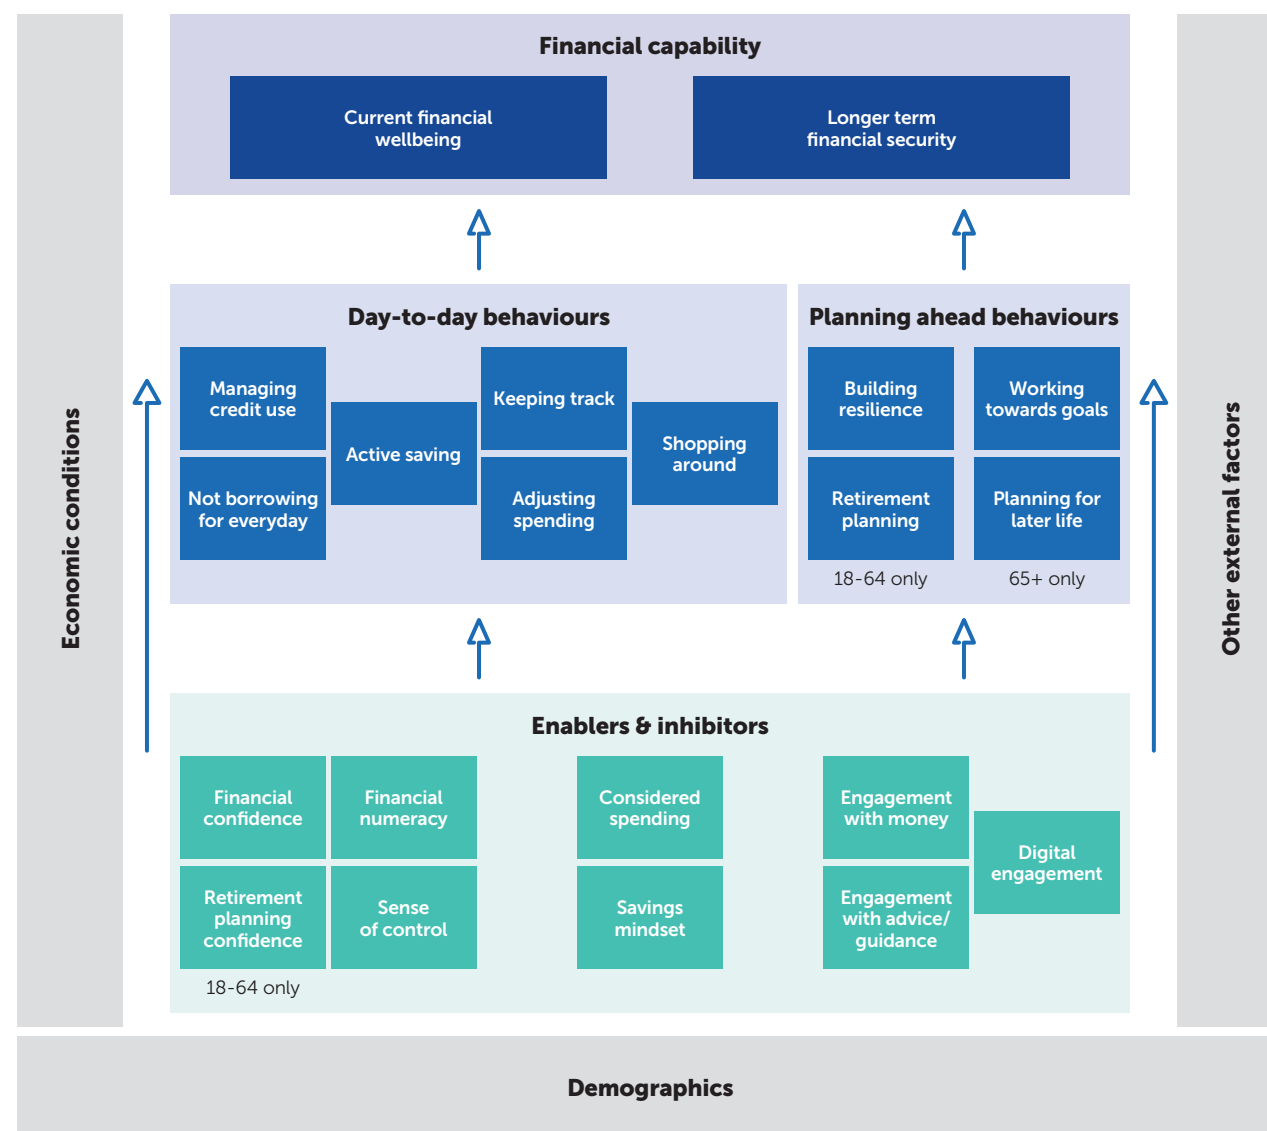 Financial capability
Current financial
wellbeing
Longer term
financial security
Day-to-day behaviours
Managing
credit use
Not borrowing
for everyday
Active saving
Keeping track
Adjusting
spending
Shopping
around
Planning ahead behaviours
Building
resilience
Working
towards goals
Retirement
planning
18-64 only
Planning for
later life
65+ only
Enablers & inhibitors
Financial
confidence
Financial
numeracy
Retirement
planning
confidence
18-64 only
Sense
of control
Considered
spending
Savings
mindset
Engagement
with money
Engagement
with advice/
guidance
Digital
engagement
Economic conditions
Other external factors
Demographics